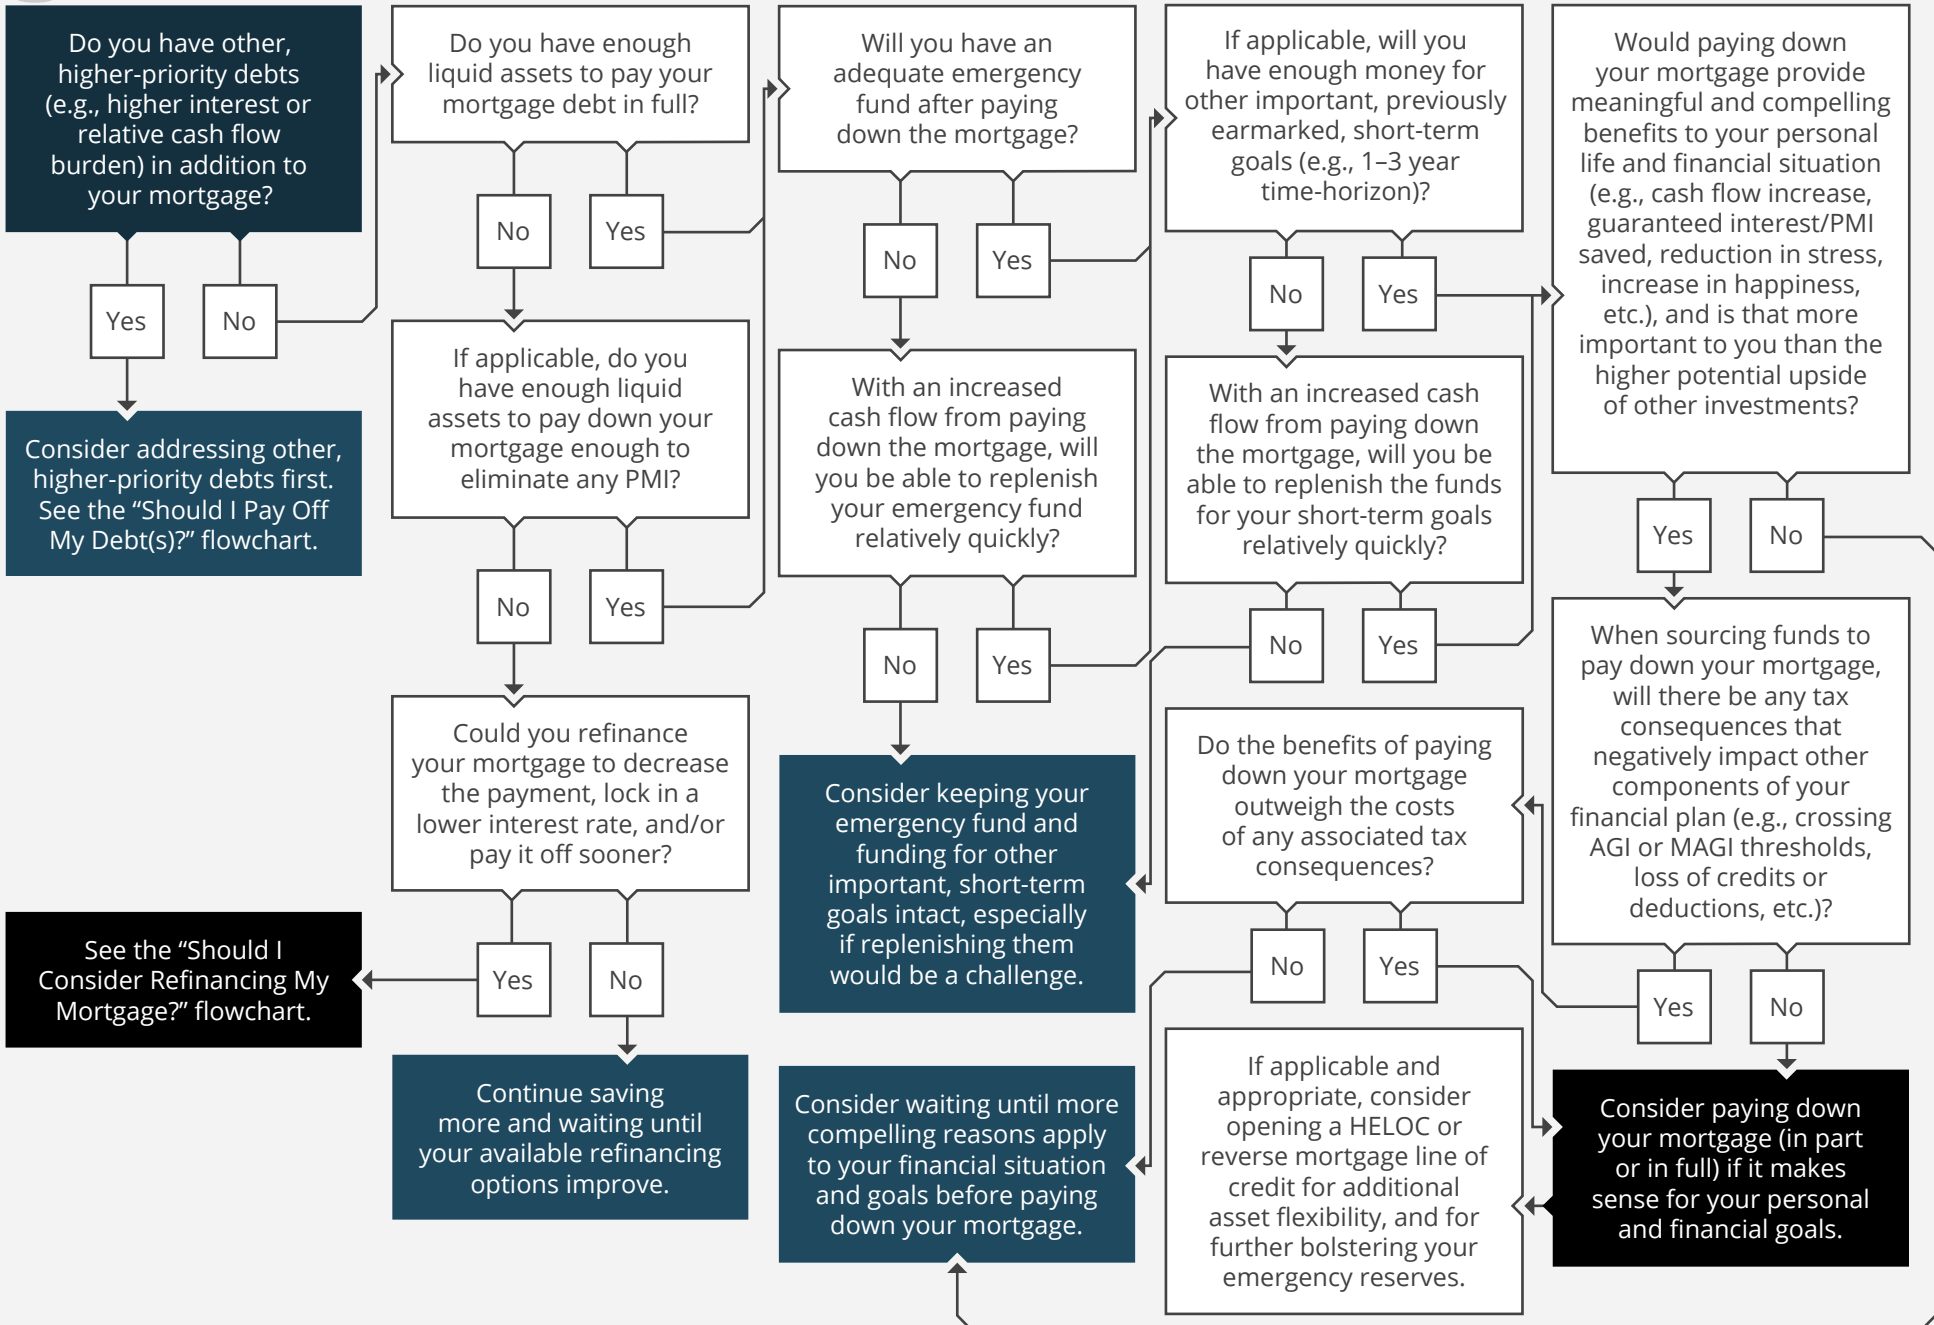 Do you have other,
higher-priority debts
(e.g., higher interest or
relative cash flow
burden) in addition to
your mortgage?
Yes
No
Consider addressing other,
higher-priority debts first.
See the “Should I Pay Off
My Debt(s)?” flowchart.
Do you have enough
liquid assets to pay your
mortgage debt in full?
No
Yes
If applicable, do you
have enough liquid
assets to pay down your
mortgage enough to
eliminate any PMI?
No
Yes
Could you refinance
your mortgage to decrease
the payment, lock in a
lower interest rate, and/or
pay it off sooner?
Yes
No
See the “Should I
Consider Refinancing My
Mortgage?” flowchart.
Continue saving
more and waiting until
your available refinancing
options improve.
Will you have an
adequate emergency
fund after paying
down the mortgage?
No
Yes
With an increased
cash flow from paying
down the mortgage, will
you be able to replenish
your emergency fund
relatively quickly?
No
Yes
Consider keeping your
emergency fund and
funding for other
important, short-term
goals intact, especially
if replenishing them
would be a challenge.
Consider waiting until more
compelling reasons apply
to your financial situation
and goals before paying
down your mortgage.
If applicable, will you
have enough money for
other important, previously
earmarked, short-term
goals (e.g., 1–3 year
time-horizon)?
No
Yes
With an increased cash
flow from paying down
the mortgage, will you be
able to replenish the funds
for your short-term goals
relatively quickly?
No
Yes
Do the benefits of paying
down your mortgage
outweigh the costs
of any associated tax
consequences?
No
Yes
If applicable and
appropriate, consider
opening a HELOC or
reverse mortgage line of
credit for additional
asset flexibility, and for
further bolstering your
emergency reserves.
Would paying down
your mortgage provide
meaningful and compelling
benefits to your personal
life and financial situation
(e.g., cash flow increase,
guaranteed interest/PMI
saved, reduction in stress,
increase in happiness,
etc.), and is that more
important to you than the
higher potential upside
of other investments?
Yes
No
When sourcing funds to
pay down your mortgage,
will there be any tax
consequences that
negatively impact other
components of your
financial plan (e.g., crossing
AGI or MAGI thresholds,
loss of credits or
deductions, etc.)?
Yes
No
Consider paying down
your mortgage (in part
or in full) if it makes
sense for your personal
and financial goals.